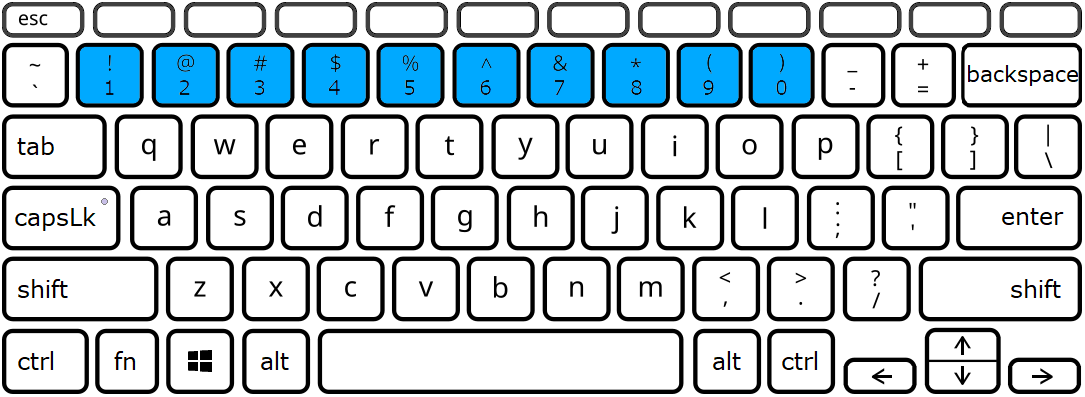 esc
~ ! @ # $ % ^ & * ( ) _ +
` 1 2 3 4 5 6 7 8 9 0 - = backspace
tab q w e r t y u i o p { [ } ] | \
capsLk a s d f g h j k l : ; " ' enter
shift z x c v b n m < , > . ? / shift
ctrl fn alt alt ctrl ← ↑ ↓ →